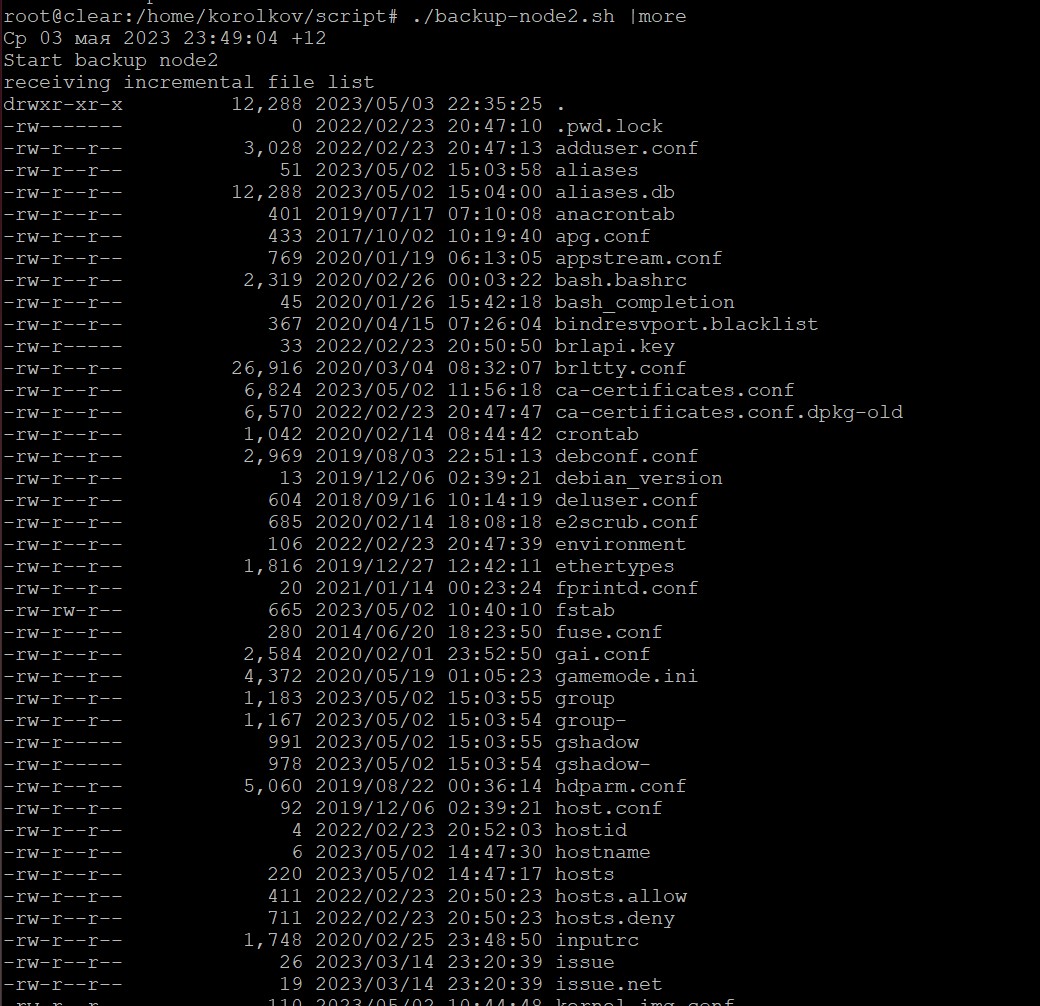 root@clear:/home/korolkov/script# ./backup-node2.sh |more
Ср 03 мая 2023 23:49:04 +12
Start backup node2
receiving incremental file list
drwxr-xr-x         12,288 2023/05/03 22:35:25 .
-rw-------              0 2022/02/23 20:47:10 .pwd.lock
-rw-r--r--          3,028 2022/02/23 20:47:13 adduser.conf
-rw-r--r--             51 2023/05/02 15:03:58 aliases
-rw-r--r--         12,288 2023/05/02 15:04:00 aliases.db
-rw-r--r--            401 2019/07/17 07:10:08 anacrontab
-rw-r--r--            433 2017/10/02 10:19:40 apg.conf
-rw-r--r--            769 2020/01/19 06:13:05 appstream.conf
-rw-r--r--          2,319 2020/02/26 00:03:22 bash.bashrc
-rw-r--r--             45 2020/01/26 15:42:18 bash_completion
-rw-r--r--            367 2020/04/15 07:26:04 bindresvport.blacklist
-rw-r-----             33 2022/02/23 20:50:50 brlapi.key
-rw-r--r--         26,916 2020/03/04 08:32:07 brltty.conf
-rw-r--r--          6,824 2023/05/02 11:56:18 ca-certificates.conf
-rw-r--r--          6,570 2022/02/23 20:47:47 ca-certificates.conf.dpkg-old
-rw-r--r--          1,042 2020/02/14 08:44:42 crontab
-rw-r--r--          2,969 2019/08/03 22:51:13 debconf.conf
-rw-r--r--             13 2019/12/06 02:39:21 debian_version
-rw-r--r--            604 2018/09/16 10:14:19 deluser.conf
-rw-r--r--            685 2020/02/14 18:08:18 e2scrub.conf
-rw-r--r--            106 2022/02/23 20:47:39 environment
-rw-r--r--          1,816 2019/12/27 12:42:11 ethertypes
-rw-r--r--             20 2021/01/14 00:23:24 fprintd.conf
-rw-rw-r--            665 2023/05/02 10:40:10 fstab
-rw-r--r--            280 2014/06/20 18:23:50 fuse.conf
-rw-r--r--          2,584 2020/02/01 23:52:50 gai.conf
-rw-r--r--          4,372 2020/05/19 01:05:23 gamemode.ini
-rw-r--r--          1,183 2023/05/02 15:03:55 group
-rw-r--r--          1,167 2023/05/02 15:03:54 group-
-rw-r-----            991 2023/05/02 15:03:55 gshadow
-rw-r-----            978 2023/05/02 15:03:54 gshadow-
-rw-r--r--          5,060 2019/08/22 00:36:14 hdparm.conf
-rw-r--r--             92 2019/12/06 02:39:21 host.conf
-rw-r--r--              4 2022/02/23 20:52:03 hostid
-rw-r--r--              6 2023/05/02 14:47:30 hostname
-rw-r--r--            220 2023/05/02 14:47:17 hosts
-rw-r--r--            411 2022/02/23 20:50:23 hosts.allow
-rw-r--r--            711 2022/02/23 20:50:23 hosts.deny
-rw-r--r--          1,748 2020/02/25 23:48:50 inputrc
-rw-r--r--             26 2023/03/14 23:20:39 issue
-rw-r--r--             19 2023/03/14 23:20:39 issue.net
-rw-r--r--            110 2023/05/02 10:44:48 kernel-img.conf